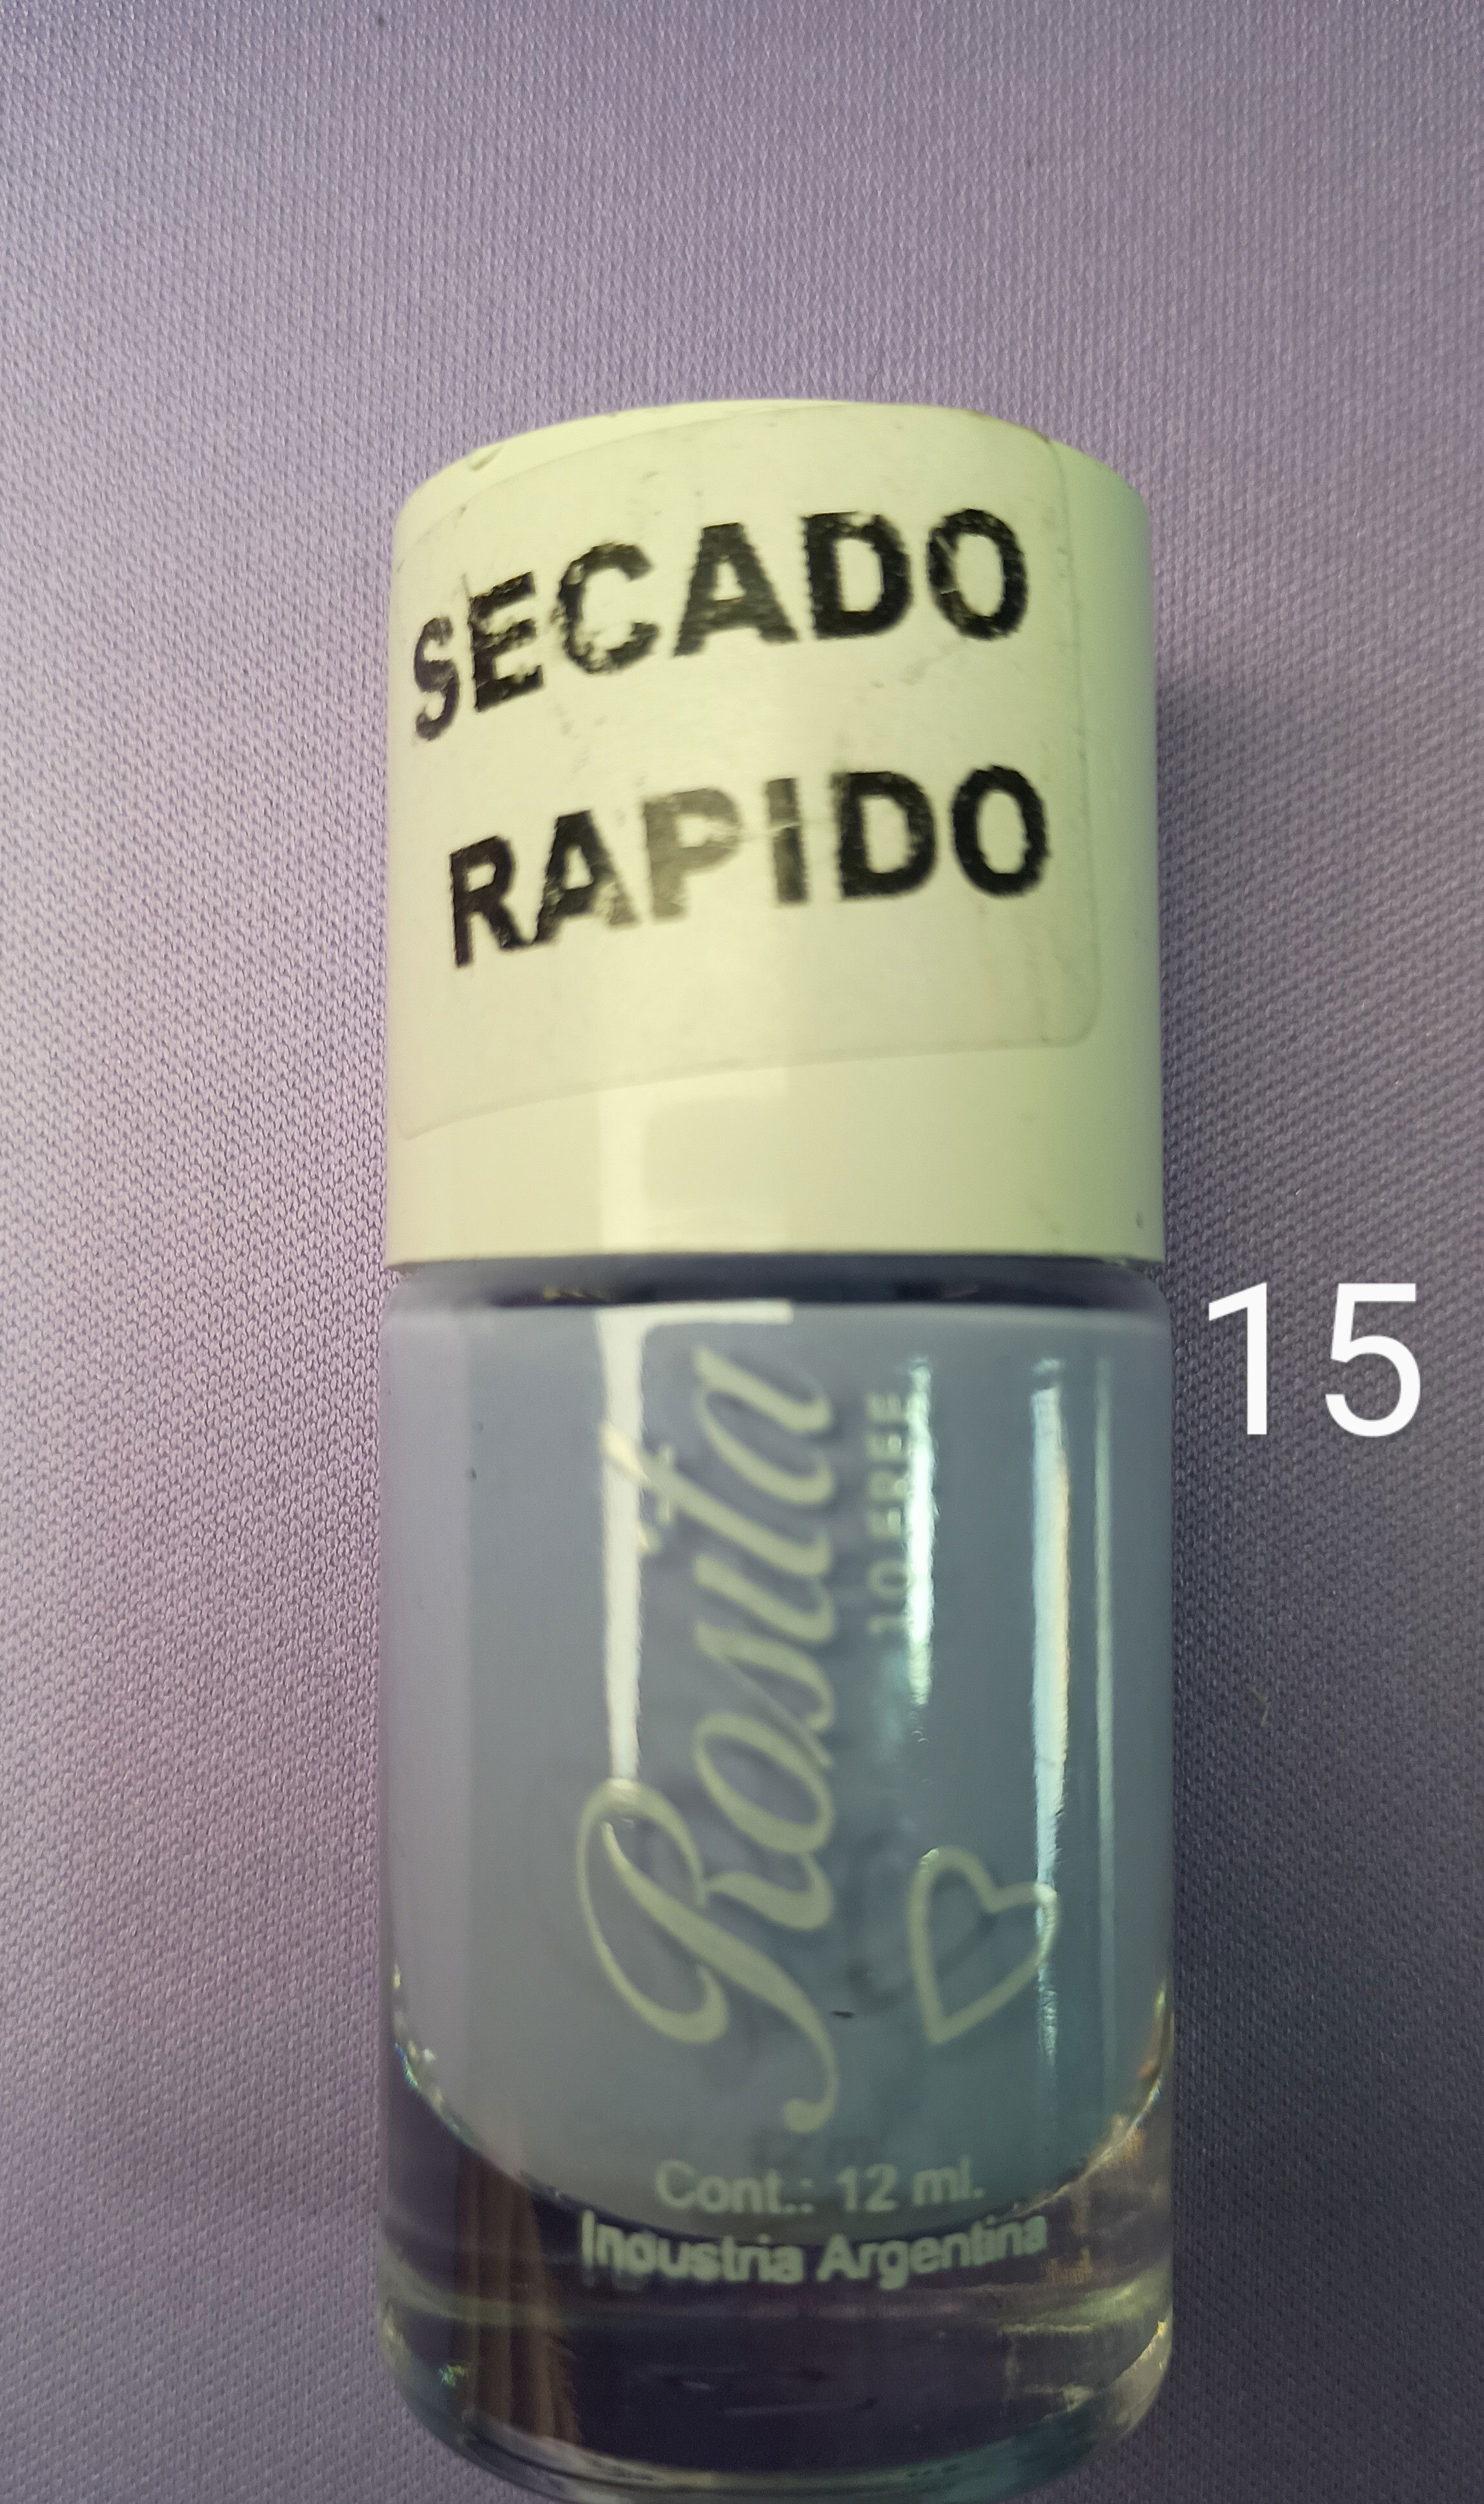 SECADO
RAPIDO
15
Rosita
10 FREE
Cont.: 12 ml.
Industria Argentina